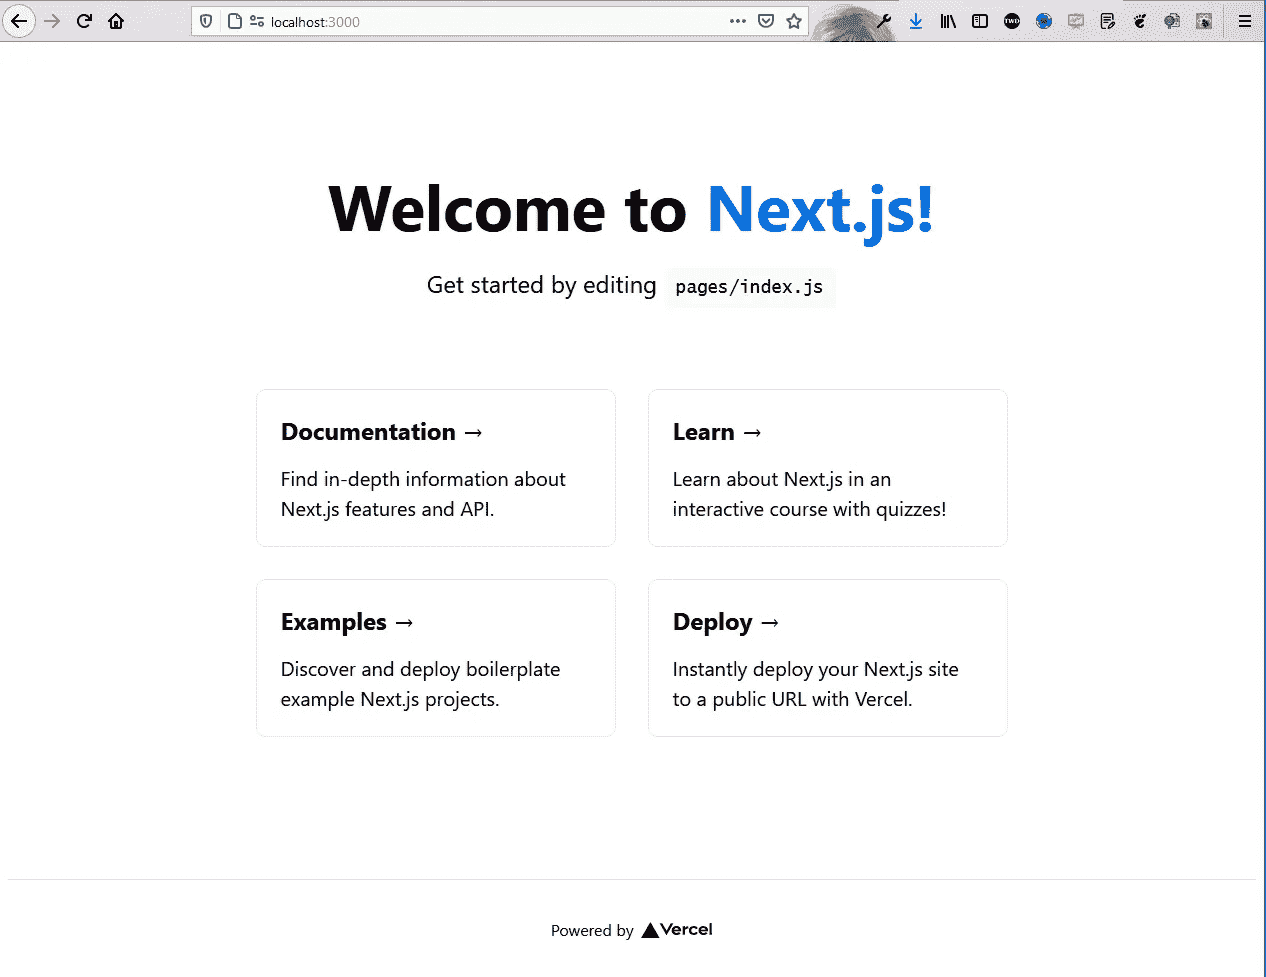 localhost:3000
TWD
Welcome to Next.js!
Get started by editing pages/index.js
Documentation →
Find in-depth information about
Next.js features and API.
Learn →
Learn about Next.js in an
interactive course with quizzes!
Examples →
Discover and deploy boilerplate
example Next.js projects.
Deploy →
Instantly deploy your Next.js site
to a public URL with Vercel.
Powered by ▲Vercel